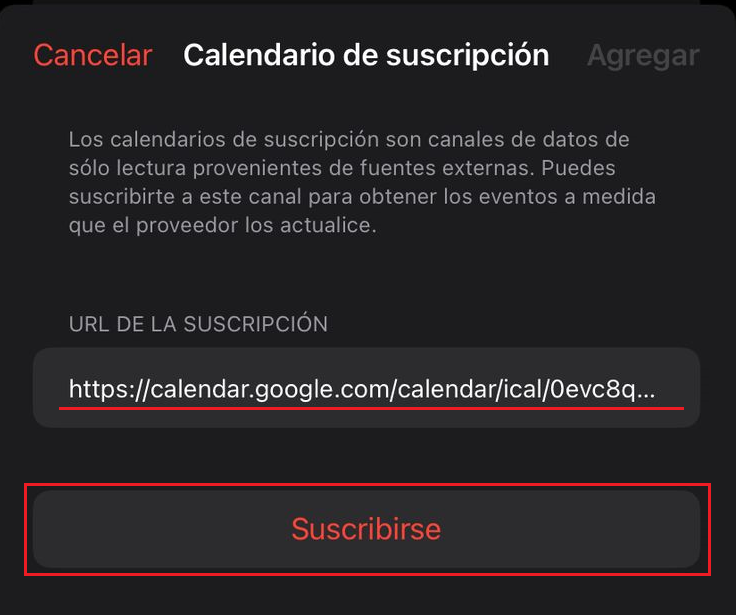 Cancelar Calendario de suscripción Agregar
Los calendarios de suscripción son canales de datos de
sólo lectura provenientes de fuentes externas. Puedes
suscribirte a este canal para obtener los eventos a medida
que el proveedor los actualice.
URL DE LA SUSCRIPCIÓN
https://calendar.google.com/calendar/ical/0evc8q...
Suscribirse